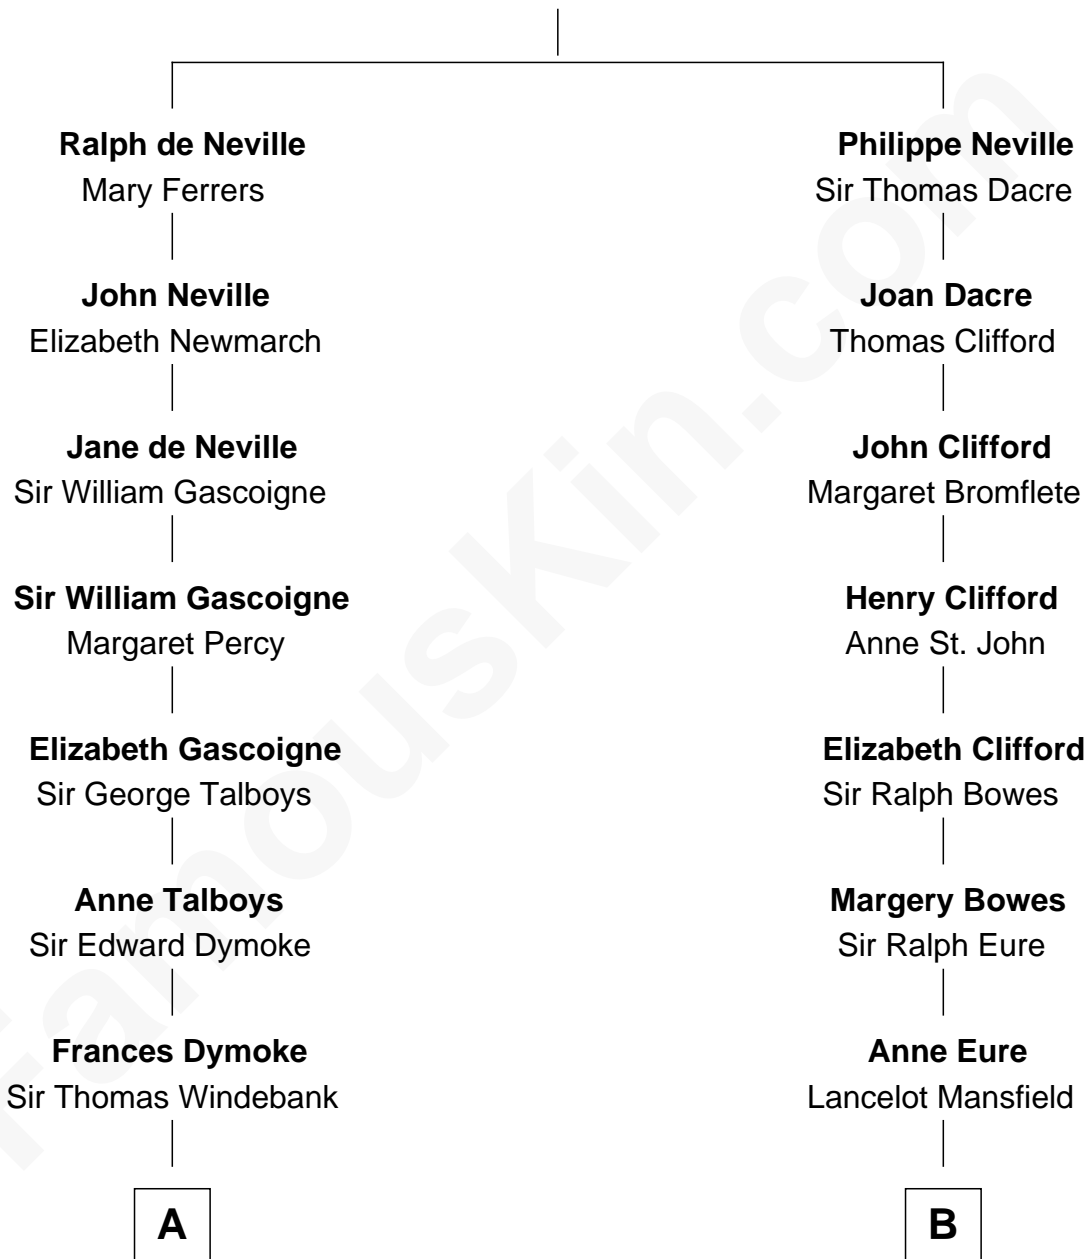 Ralph de Neville
Mary Ferrers
John Neville
Elizabeth Newmarch
Jane de Neville
Sir William Gascoigne
Sir William Gascoigne
Margaret Percy
Elizabeth Gascoigne
Sir George Talboys
Anne Talboys
Sir Edward Dymoke
Frances Dymoke
Sir Thomas Windebank
A
Philippe Neville
Sir Thomas Dacre
Joan Dacre
Thomas Clifford
John Clifford
Margaret Bromflete
Henry Clifford
Anne St. John
Elizabeth Clifford
Sir Ralph Bowes
Margery Bowes
Sir Ralph Eure
Anne Eure
Lancelot Mansfield
B
FamousKin.com